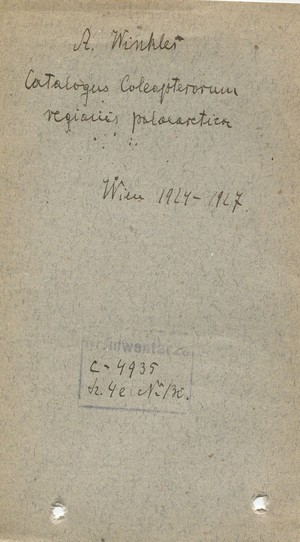 A. Winkler
Catalogus Coleopterorum
regionis palaearcticae
Wien 1924-1927.
C-4935